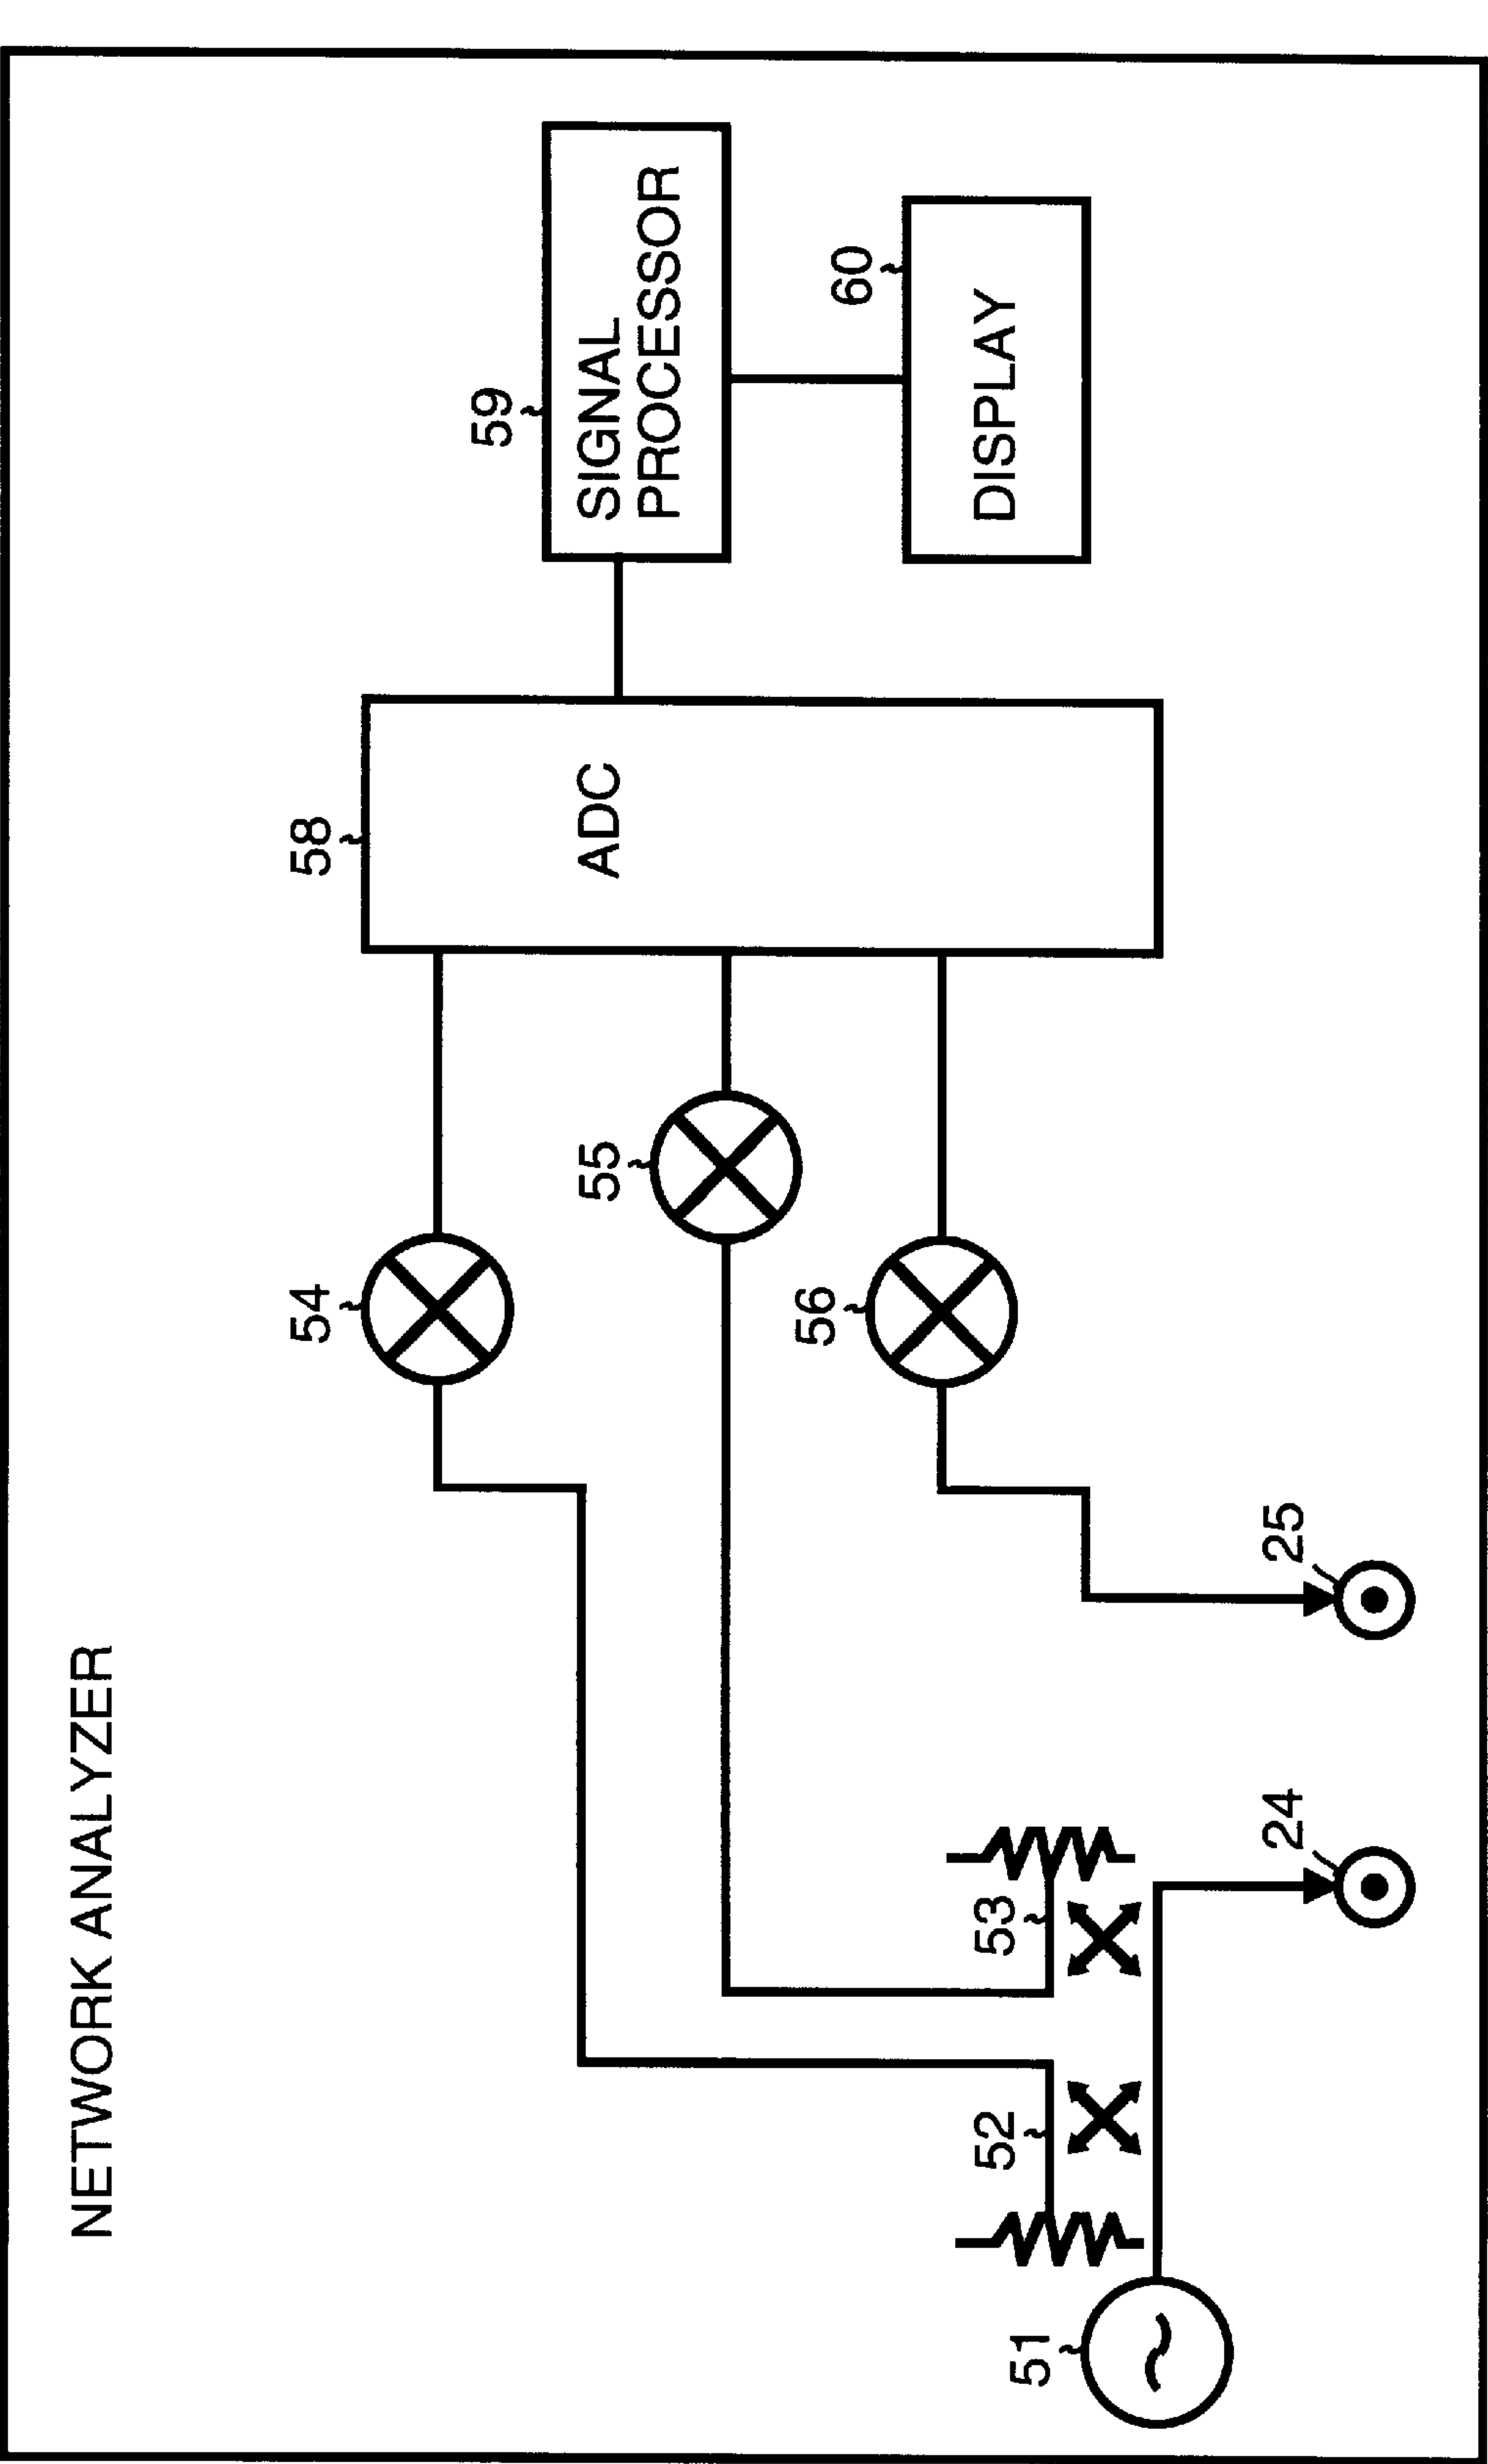 NETWORK ANALYZER
58
59
SIGNAL
PROCESSOR
ADC
60
DISPLAY
54
55
56
52
53
51
24
25